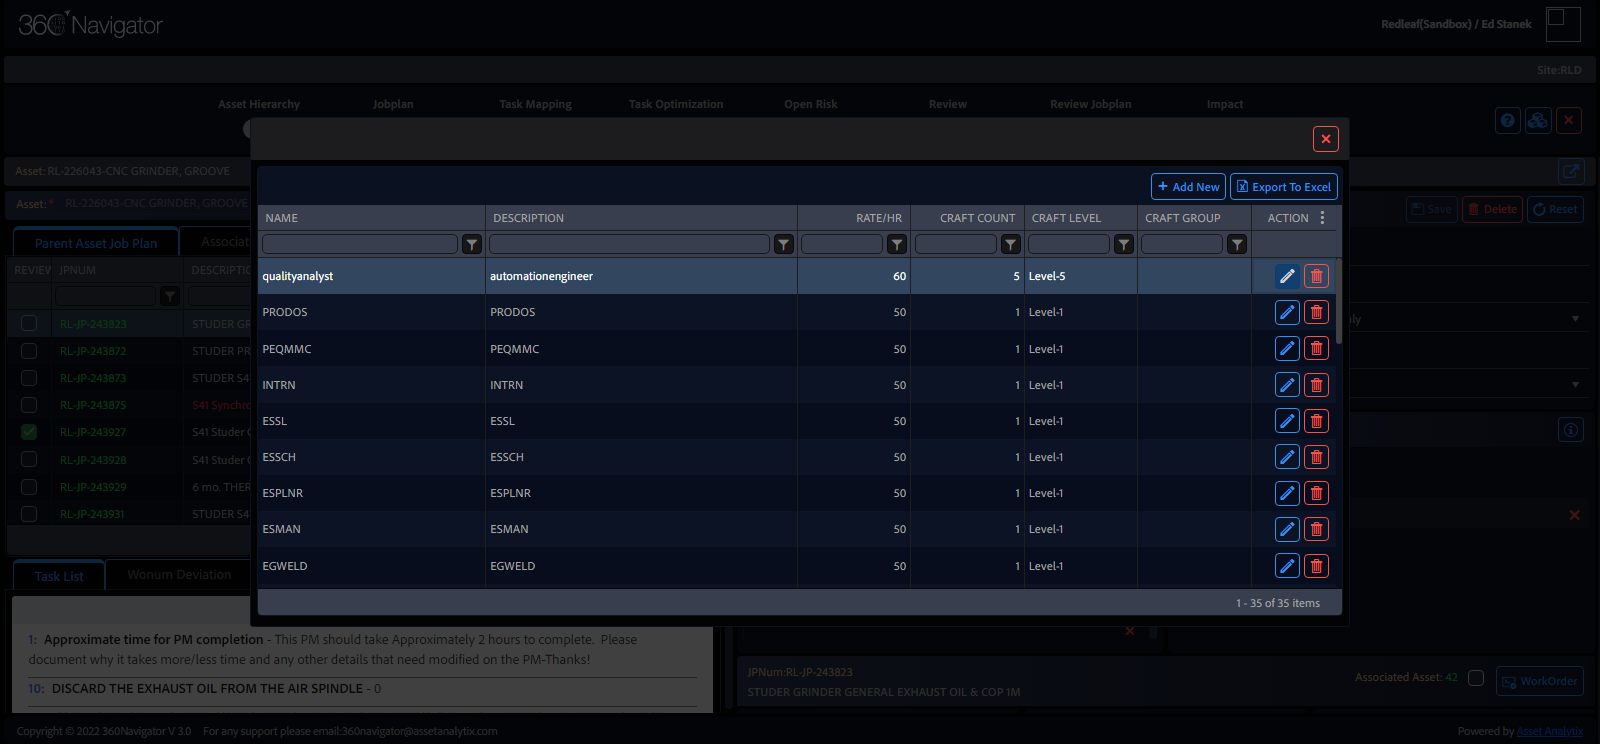 360 Navigator
Redleaf(Sandbox) / Ed Stanek
Site:RLD
Asset Hierarchy Jobplan Task Mapping Task Optimization Open Risk Review Review Jobplan Impact
Asset: RL-226043-CNC GRINDER, GROOVE
Asset: * RL-226043-CNC GRINDER, GROOVE
Save Delete Reset
Parent Asset Job Plan Associat
REVIEW JPNUM DESCRIPTIO
RL-JP-243823 STUDER GR
RL-JP-243872 STUDER PR
RL-JP-243873 STUDER S4
RL-JP-243875 S41 Synchro
RL-JP-243927 S41 Studer
RL-JP-243928 S41 Studer
RL-JP-243929 6 mo. THER
RL-JP-243931 STUDER S4
Add New Export To Excel
NAME DESCRIPTION RATE/HR CRAFT COUNT CRAFT LEVEL CRAFT GROUP ACTION
qualityanalyst automationengineer 60 5 Level-5
PRODOS PRODOS 50 1 Level-1
PEQMMC PEQMMC 50 1 Level-1
INTRN INTRN 50 1 Level-1
ESSL ESSL 50 1 Level-1
ESSCH ESSCH 50 1 Level-1
ESPLNR ESPLNR 50 1 Level-1
ESMAN ESMAN 50 1 Level-1
EGWELD EGWELD 50 1 Level-1
1 - 35 of 35 items
Task List Wonum Deviation
1: Approximate time for PM completion - This PM should take Approximately 2 hours to complete. Please
document why it takes more/less time and any other details that need modified on the PM-Thanks!
10: DISCARD THE EXHAUST OIL FROM THE AIR SPINDLE - 0
JPNum:RL-JP-243823
STUDER GRINDER GENERAL EXHAUST OIL & COP 1M
Associated Asset: 42 WorkOrder
Copyright © 2022 360Navigator V 3.0 For any support please email:360navigator@assetanalytix.com
Powered by Asset Analytix